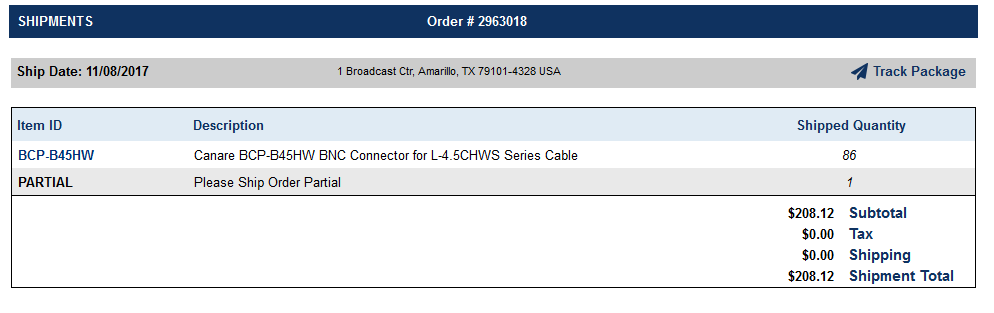 SHIPMENTS Order # 2963018
Ship Date: 11/08/2017 1 Broadcast Ctr, Amarillo, TX 79101-4328 USA Track Package
Item ID Description Shipped Quantity
BCP-B45HW Canare BCP-B45HW BNC Connector for L-4.5CHWS Series Cable 86
PARTIAL Please Ship Order Partial 1
$208.12 Subtotal
$0.00 Tax
$0.00 Shipping
$208.12 Shipment Total